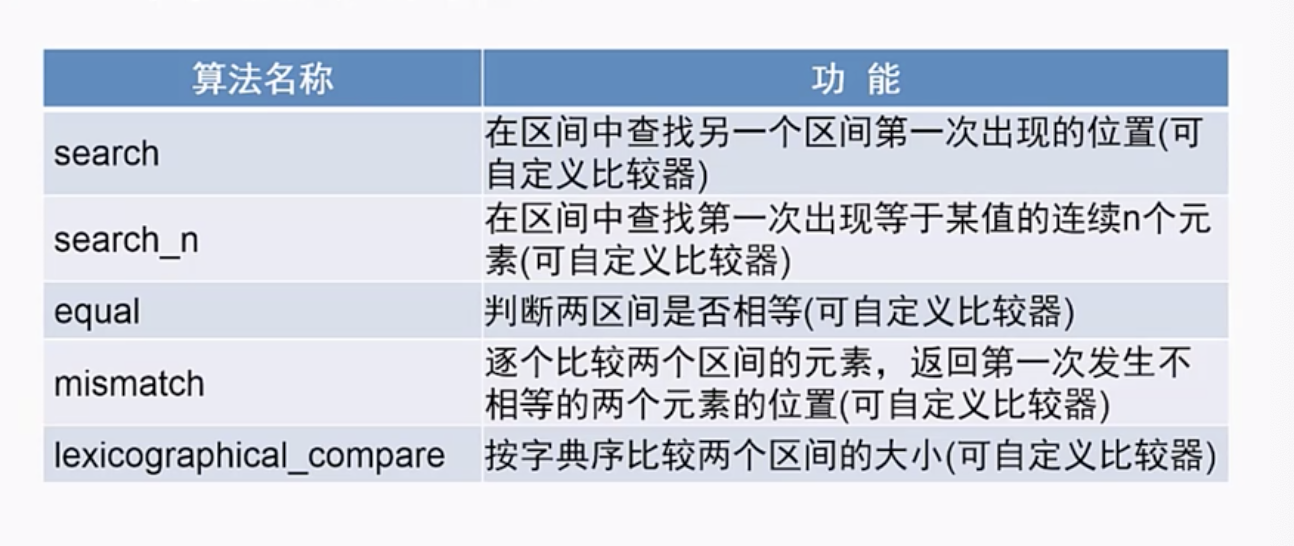 算法名称 功 能
search 在区间中查找另一个区间第一次出现的位置(可
自定义比较器)
search_n 在区间中查找第一次出现等于某值的连续n个元
素(可自定义比较器)
equal 判断两区间是否相等(可自定义比较器)
mismatch 逐个比较两个区间的元素，返回第一次发生不
相等的两个元素的位置(可自定义比较器)
lexicographical_compare 按字典序比较两个区间的大小(可自定义比较器)